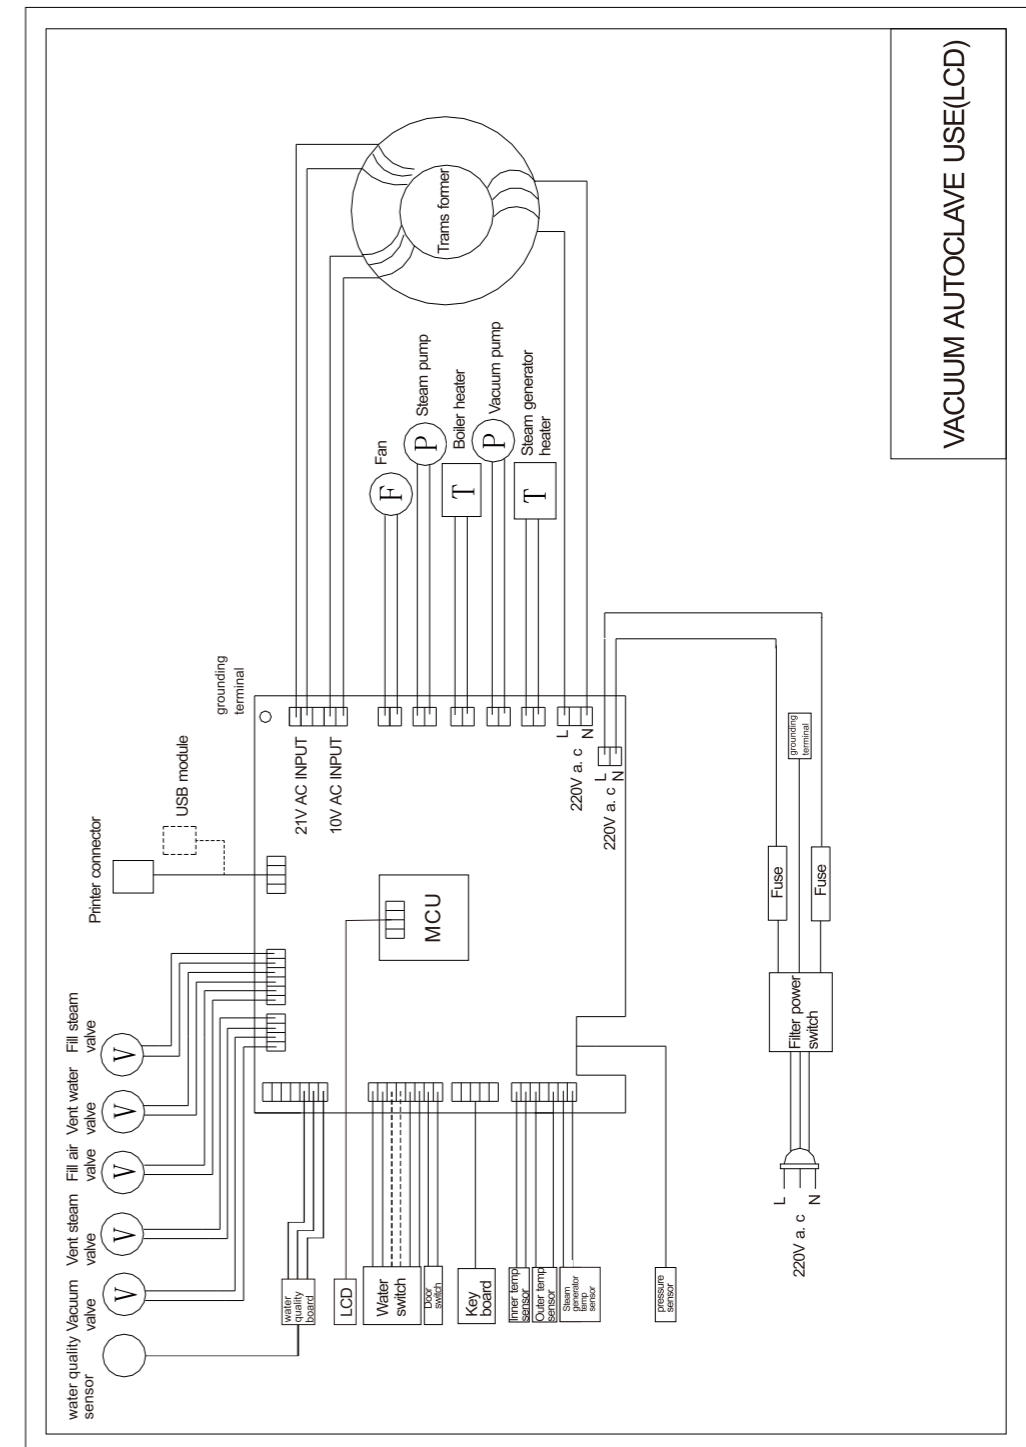 VACUUM AUTOCLAVE USE(LCD)
water quality
sensor
Vacuum
valve
Vent steam
valve
V
Fill air
valve
V
Vent water
valve
V
Fill steam
valve
V
V
Printer connector
USB module
grounding
terminal
21V AC INPUT
10V AC INPUT
Trams former
F
Fan
P
Steam pump
T
Boiler heater
P
Vacuum pump
T
Steam generator
heater
L
N
220V a. c
L
N
220V a. c
MCU
water
quality
board
LCD
Water
switch
Door
switch
Key
board
Inner temp
sensor
Outer temp
sensor
Steam
generator
temp
sensor
pressure
sensor
grounding
terminal
Fuse
Fuse
Filter power
switch
L
N
220V a. c